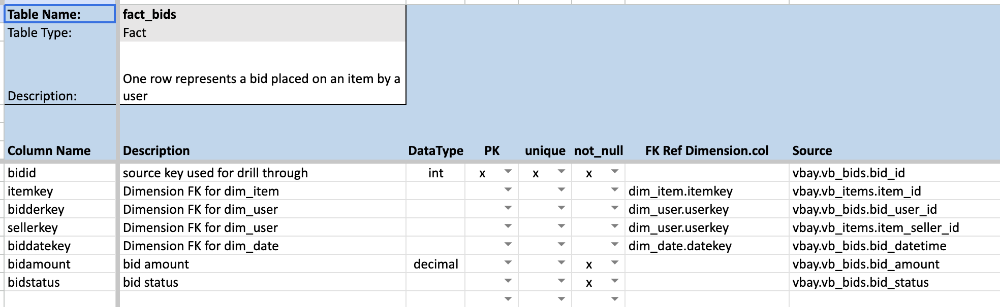 Table Name: fact_bids
Table Type: Fact
Description: One row represents a bid placed on an item by a
user
Column Name Description DataType PK unique not_null FK Ref Dimension.col Source
bidid source key used for drill through int x x x vbay.vb_bids.bid_id
itemkey Dimension FK for dim_item dim_item.itemkey vbay.vb_items.item_id
bidderkey Dimension FK for dim_user dim_user.userkey vbay.vb_bids.bid_user_id
sellerkey Dimension FK for dim_user dim_user.userkey vbay.vb_items.item_seller_id
biddatekey Dimension FK for dim_date dim_date.datekey vbay.vb_bids.bid_datetime
bidamount bid amount decimal x vbay.vb_bids.bid_amount
bidstatus bid status x vbay.vb_bids.bid_status